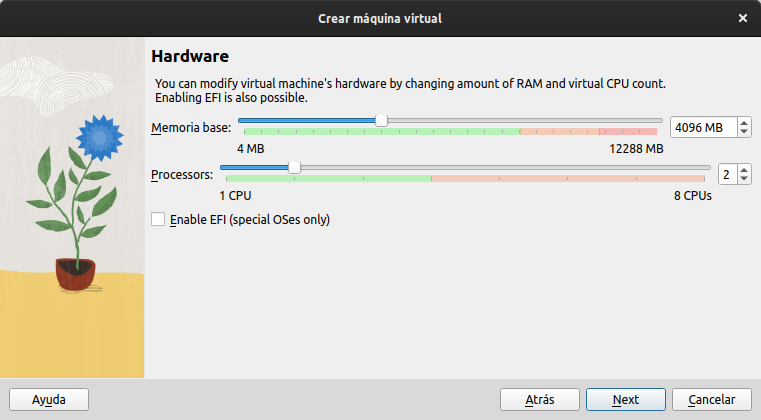 Crear máquina virtual
Hardware
You can modify virtual machine's hardware by changing amount of RAM and virtual CPU count.
Enabling EFI is also possible.
Memoria base:
4096 MB
4 MB
12288 MB
Processors:
2
1 CPU
8 CPUs
Enable EFI (special OSes only)
Ayuda
Atrás
Next
Cancelar